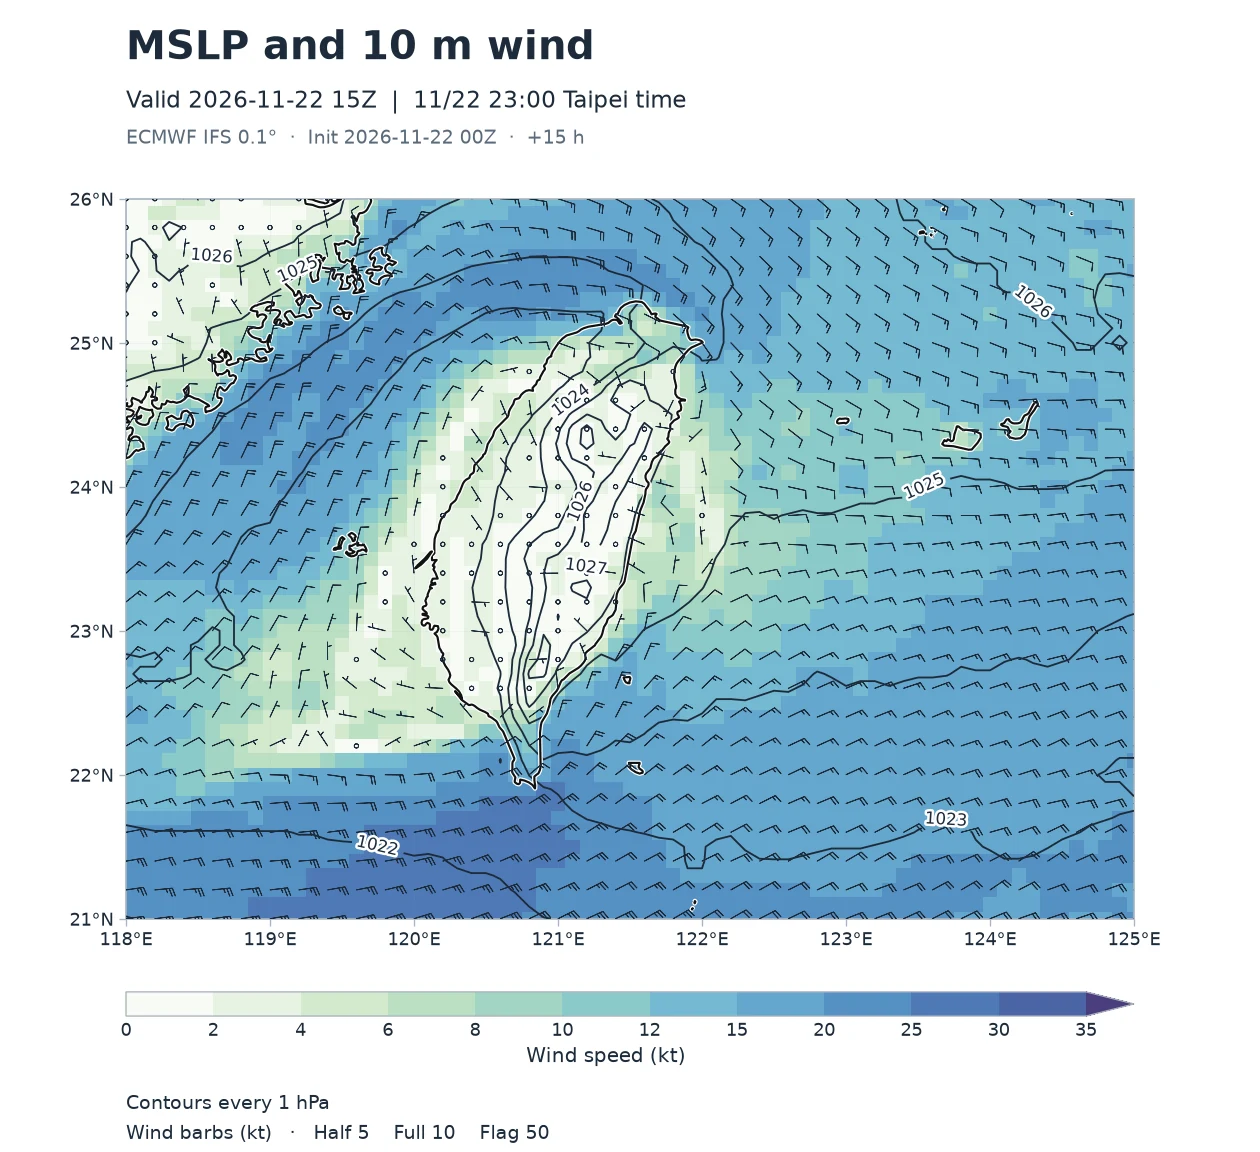 MSLP and 10 m wind
Valid 2026-11-22 15Z | 11/22 23:00 Taipei time
ECMWF IFS 0.1° · Init 2026-11-22 00Z · +15 h
26°N
25°N
24°N
23°N
22°N
21°N
1026
1025
1026
1024
1026
1025
1027
1023
1022
118°E 119°E 120°E 121°E 122°E 123°E 124°E 125°E
0 2 4 6 8 10 12 15 20 25 30 35
Wind speed (kt)
Contours every 1 hPa
Wind barbs (kt) · Half 5 Full 10 Flag 50